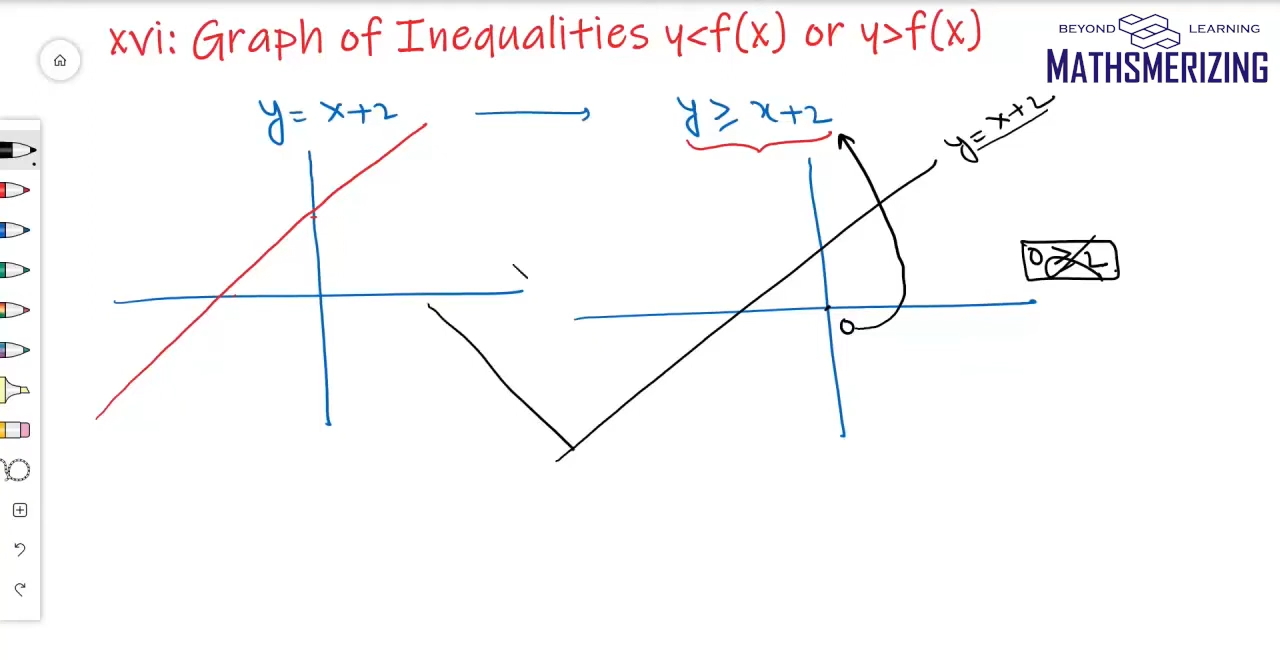 xvi: Graph of Inequalities y<f(x) or y>f(x)
BEYOND LEARNING
MATHSMERIZING
y = x+2
y ≥ x+2
y = x+2
0 ≥ 2
0